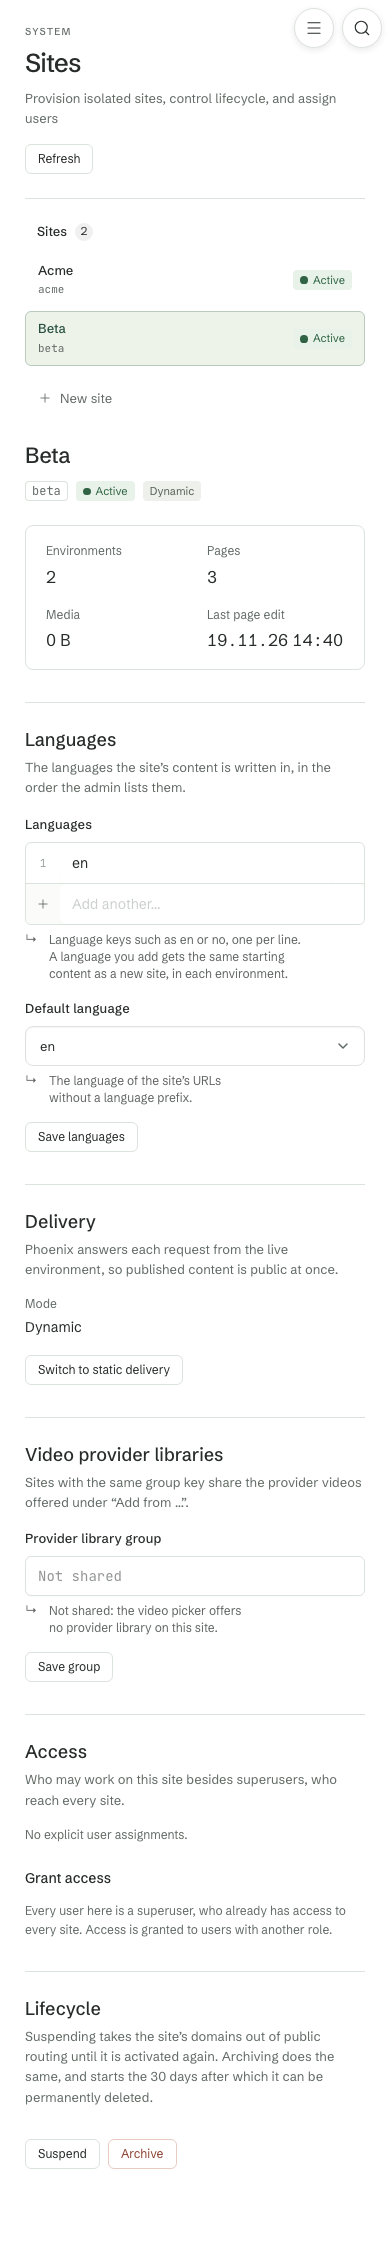 SYSTEM
Sites
Provision isolated sites, control lifecycle, and assign
users
Refresh
Sites 2
Acme
acme
Active
Beta
beta
Active
+ New site
Beta
beta Active Dynamic
Environments Pages
2 3
Media Last page edit
0 B 19.11.26 14:40
Languages
The languages the site’s content is written in, in the
order the admin lists them.
Languages
1 en
+ Add another…
↳ Language keys such as en or no, one per line.
A language you add gets the same starting
content as a new site, in each environment.
Default language
en
↳ The language of the site’s URLs
without a language prefix.
Save languages
Delivery
Phoenix answers each request from the live
environment, so published content is public at once.
Mode
Dynamic
Switch to static delivery
Video provider libraries
Sites with the same group key share the provider videos
offered under “Add from …”.
Provider library group
Not shared
↳ Not shared: the video picker offers
no provider library on this site.
Save group
Access
Who may work on this site besides superusers, who
reach every site.
No explicit user assignments.
Grant access
Every user here is a superuser, who already has access to
every site. Access is granted to users with another role.
Lifecycle
Suspending takes the site’s domains out of public
routing until it is activated again. Archiving does the
same, and starts the 30 days after which it can be
permanently deleted.
Suspend Archive